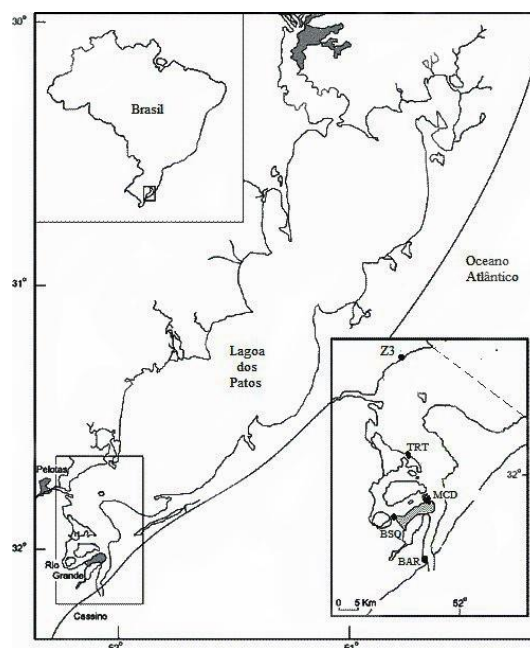 30°
Brasil
Oceano
Atlântico
31°
Lagoa
dos
Patos
Z3
TRT
Pelotas
32°
MCD
BSQ
BAR
32°
Rio
Grande
0 5 Km
52°
Cassino
52°
51°